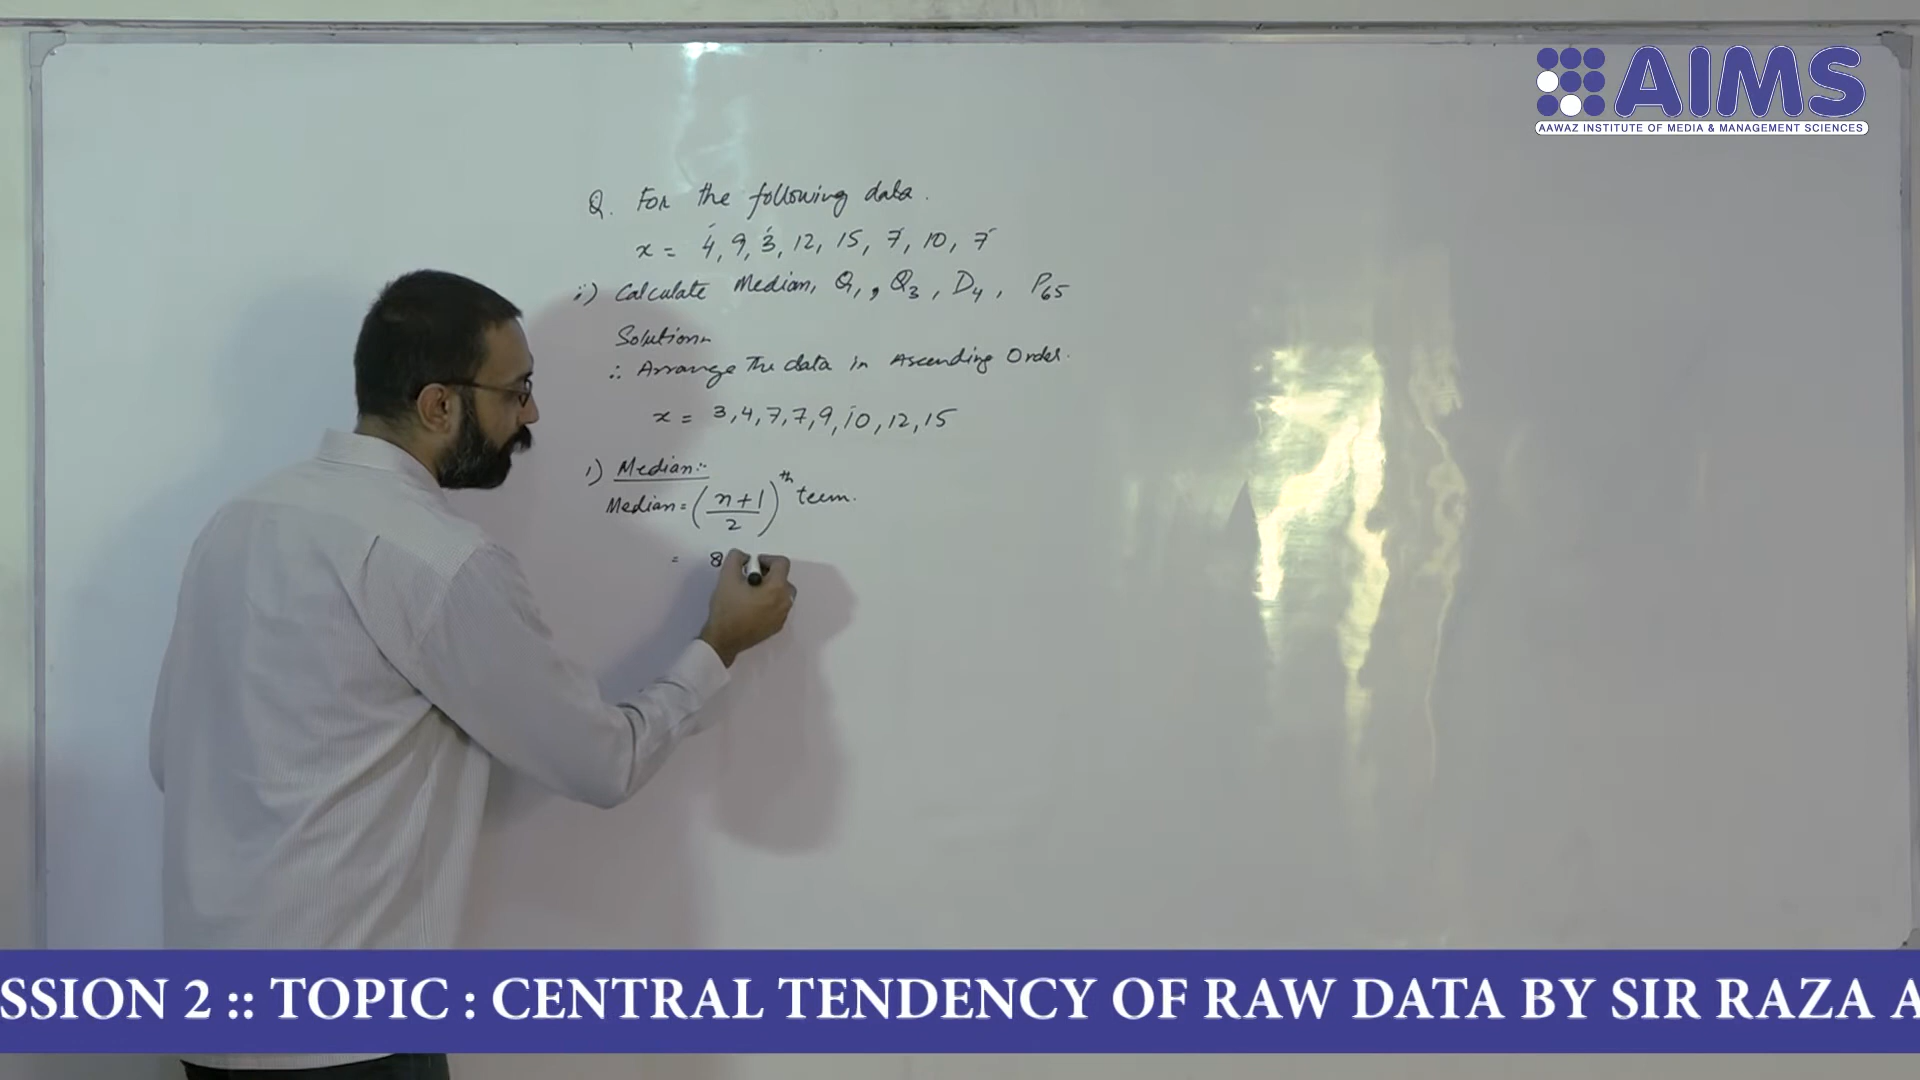 AIMS
AAWAZ INSTITUTE OF MEDIA & MANAGEMENT SCIENCES
Q. For the following data.
x = 4, 9, 3, 12, 15, 7, 10, 7
Calculate Median, Q1, Q3, D4, P65
Solution
∴ Arrange The data in Ascending Order.
x = 3, 4, 7, 7, 9, 10, 12, 15
1) Median:-
Median = (n+1/2)th term.
= 8
SSION 2 :: TOPIC : CENTRAL TENDENCY OF RAW DATA BY SIR RAZA A